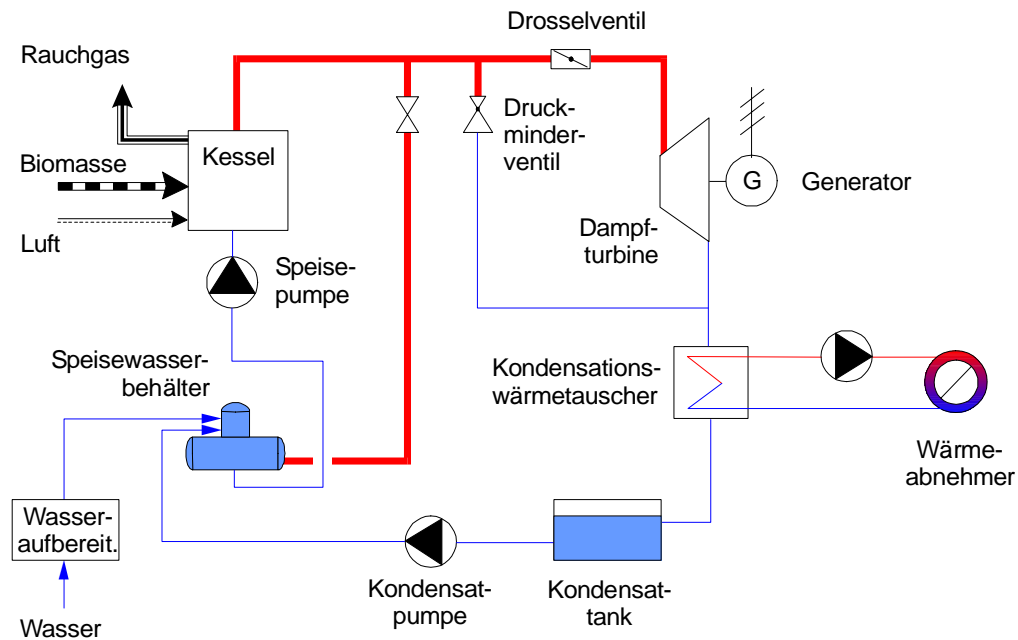 Drosselventil
Rauchgas
Druck-
minder-
ventil
Kessel
Biomasse
G
Generator
Luft
Dampf-
turbine
Speise-
pumpe
Speisewasser-
behälter
Kondensations-
wärmetauscher
Wärme-
abnehmer
Wasser-
aufbereit.
Kondensat-
pumpe
Kondensat-
tank
Wasser